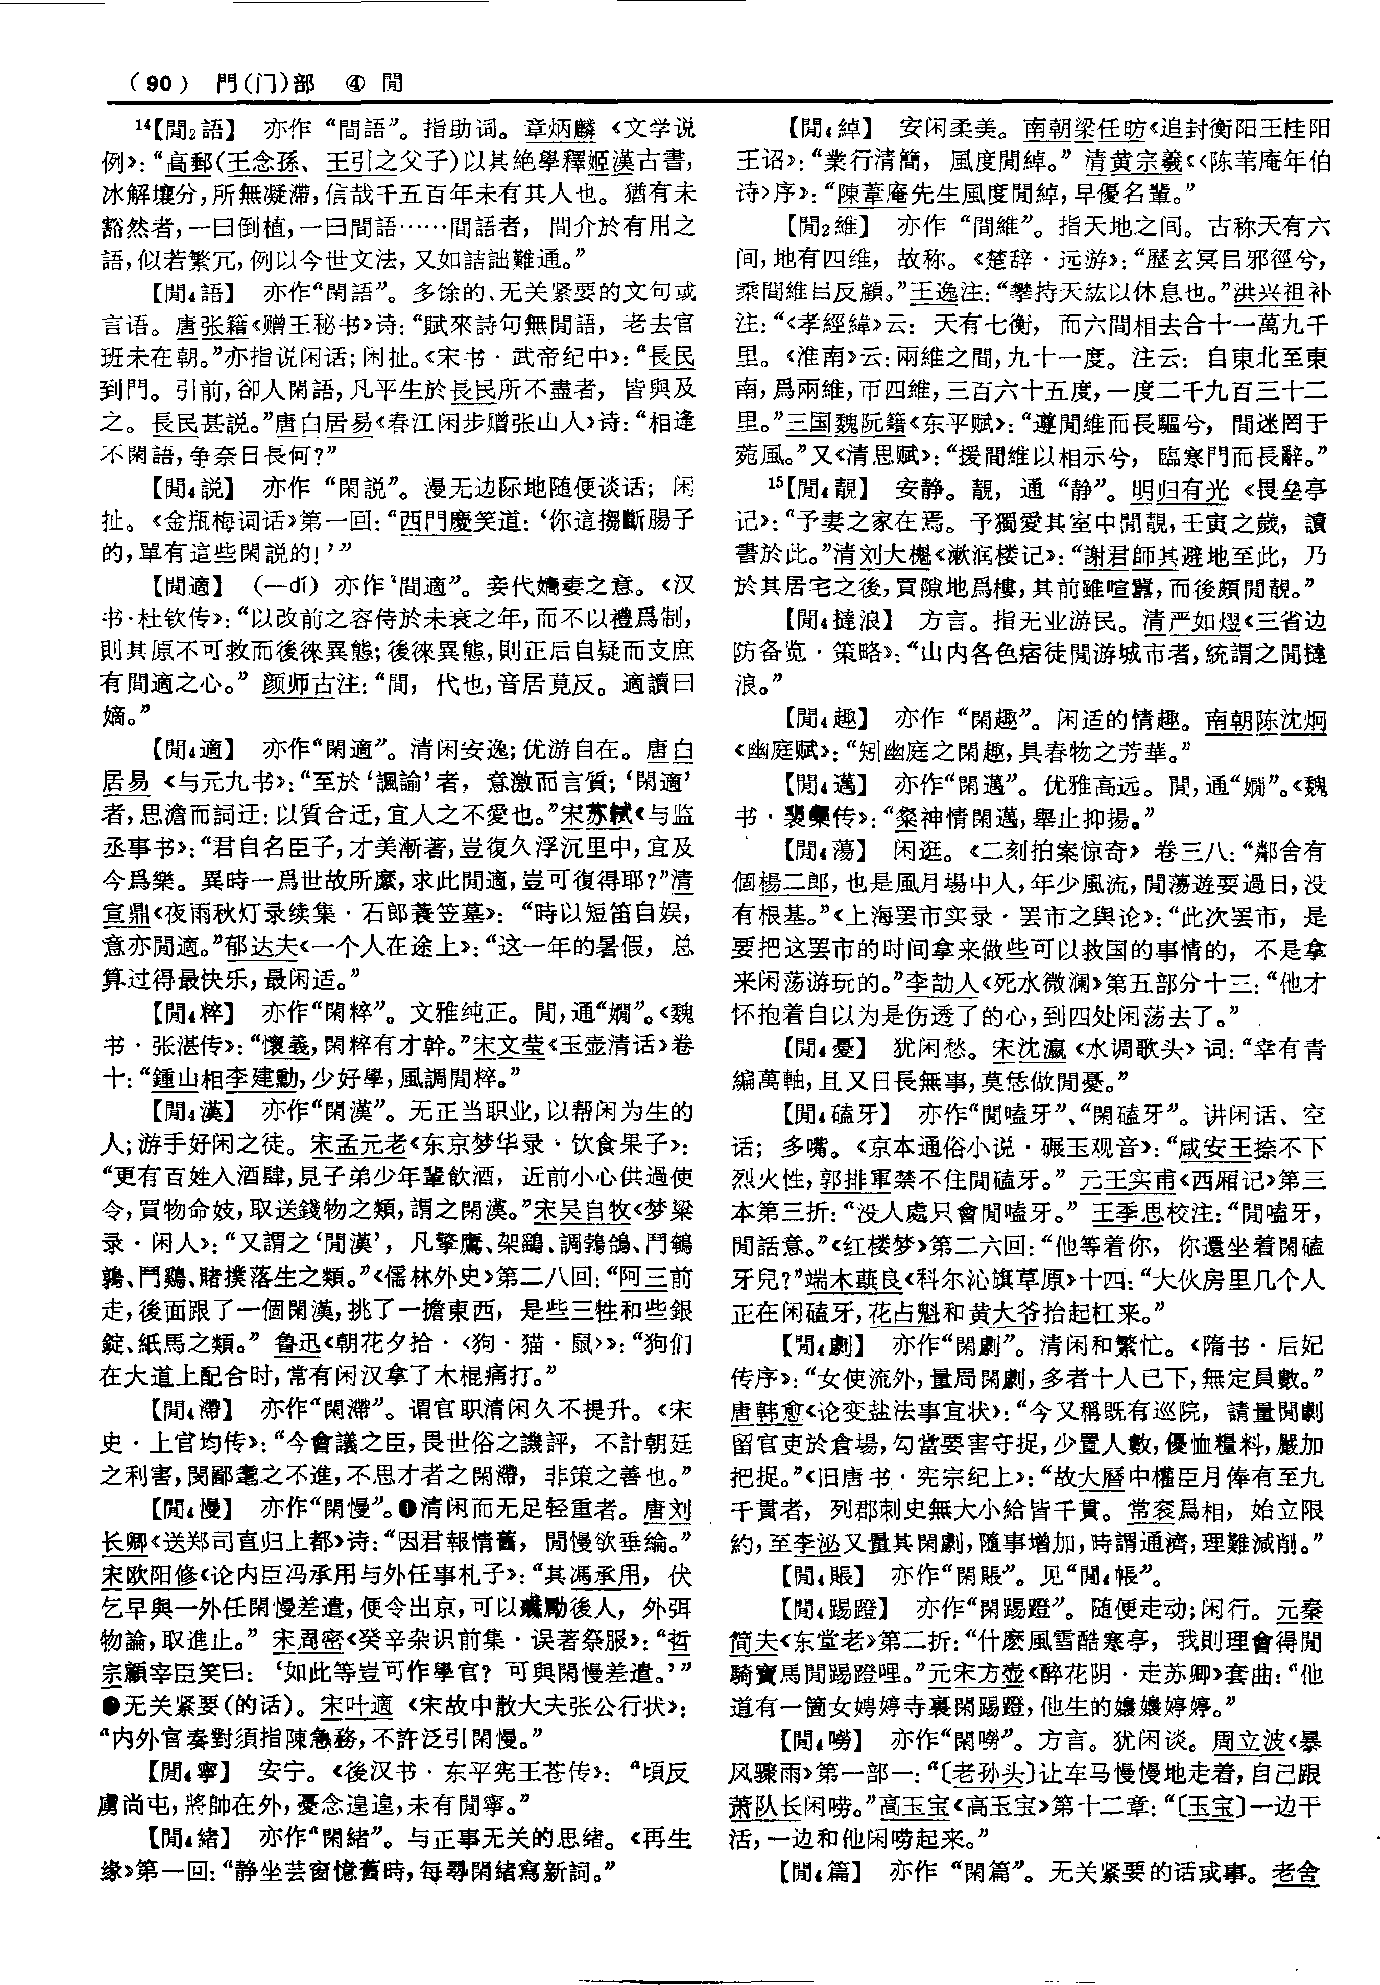 （90） 門(门)部 ④ 閒
¹⁴【閒₂語】 亦作“間語”。指助词。章炳麟《文学说
例》：“高郵(王念孫、王引之父子)以其絶學釋姬漢古書，
冰解壤分，所無凝滯，信哉千五百年未有其人也。猶有未
豁然者，一曰倒植，一曰間語……間語者，間介於有用之
語，似若繁冗，例以今世文法，又如詰詘難通。”
【閒₄語】 亦作“閑語”。多馀的、无关紧要的文句或
言语。唐张籍《赠王秘书》诗：“賦來詩句無閒語，老去官
班未在朝。”亦指说闲话；闲扯。《宋书·武帝纪中》：“長民
到門。引前，卻人閑語，凡平生於長民所不盡者，皆與及
之。長民甚説。”唐白居易《春江闲步赠张山人》诗：“相逢
不閑語，争奈日長何？”
【閒₄説】 亦作“閑説”。漫无边际地随便谈话；闲
扯。《金瓶梅词话》第一回：“西門慶笑道：‘你這搊斷腸子
的，單有這些閑説的！’”
【閒適】 （—dí）亦作‘間適”。妾代嫡妻之意。《汉
书·杜钦传》：“以改前之容侍於未衰之年，而不以禮爲制，
則其原不可救而後徠異態；後徠異態，則正后自疑而支庶
有間適之心。”颜师古注：“間，代也，音居莧反。適讀曰
嫡。”
【閒₄適】 亦作“閑適”。清闲安逸；优游自在。唐白
居易《与元九书》：“至於‘諷諭’者，意激而言質；‘閑適’
者，思澹而詞迂：以質合迂，宜人之不愛也。”宋苏轼《与监
丞事书》：“君自名臣子，才美漸著，豈復久浮沉里中，宜及
今爲樂。異時一爲世故所縻，求此閒適，豈可復得耶？”清
宣鼎《夜雨秋灯录续集·石郎蓑笠墓》：“時以短笛自娱，
意亦閒適。”郁达夫《一个人在途上》：“这一年的暑假，总
算过得最快乐，最闲适。”
【閒₄粹】 亦作“閑粹”。文雅纯正。閒，通“嫺”。《魏
书·张湛传》：“懷義，閑粹有才幹。”宋文莹《玉壶清话》卷
十：“鍾山相李建勳，少好學，風調閒粹。”
【閒₄漢】 亦作“閑漢”。无正当职业，以帮闲为生的
人；游手好闲之徒。宋孟元老《东京梦华录·饮食果子》：
“更有百姓入酒肆，見子弟少年輩飲酒，近前小心供過使
令，買物命妓，取送錢物之類，謂之閑漢。”宋吴自牧《梦粱
录·闲人》：“又謂之‘閒漢’，凡擎鷹、架鷂、調鵓鴿、鬥鵪
鶉、鬥鷄、賭撲落生之類。”《儒林外史》第二八回：“阿三前
走，後面跟了一個閑漢，挑了一擔東西，是些三牲和些銀
錠、紙馬之類。”鲁迅《朝花夕拾·〈狗·猫·鼠〉》：“狗们
在大道上配合时，常有闲汉拿了木棍痛打。”
【閒₄滯】 亦作“閑滯”。谓官职清闲久不提升。《宋
史·上官均传》：“今會議之臣，畏世俗之譏評，不計朝廷
之利害，閔鄙耄之不進，不思才者之閑滯，非策之善也。”
【閒₄慢】 亦作“閑慢”。❶清闲而无足轻重者。唐刘
长卿《送郑司直归上都》诗：“因君報情舊，閒慢欲垂綸。”
宋欧阳修《论内臣冯承用与外任事札子》：“其馮承用，伏
乞早與一外任閑慢差遣，便令出京，可以戒勵後人，外弭
物論，取進止。”宋周密《癸辛杂识前集·误著祭服》：“哲
宗顧宰臣笑曰：‘如此等豈可作學官？可與閑慢差遣。’”
❷无关紧要(的话)。宋叶適《宋故中散大夫张公行状》：
“内外官奏對須指陳急務，不許泛引閑慢。”
【閒₄寧】 安宁。《後汉书·东平宪王苍传》：“頃反
虜尚屯，將帥在外，憂念遑遑，未有閒寧。”
【閒₄緒】 亦作“閑緒”。与正事无关的思绪。《再生
缘》第一回：“静坐芸窗憶舊時，每尋閑緒寫新詞。”
【閒₄綽】 安闲柔美。南朝梁任昉《追封衡阳王桂阳
王诏》：“業行清簡，風度閒綽。”清黄宗羲《〈陈苇庵年伯
诗〉序》：“陳葦庵先生風度閒綽，早優名輩。”
【閒₂維】 亦作“間維”。指天地之间。古称天有六
间，地有四维，故称。《楚辞·远游》：“歷玄冥㠯邪徑兮，
乘間維㠯反顧。”王逸注：“攀持天紘以休息也。”洪兴祖补
注：“《孝經緯》云：天有七衡，而六間相去合十一萬九千
里。《淮南》云：兩維之間，九十一度。注云：自東北至東
南，爲兩維，帀四維，三百六十五度，一度二千九百三十二
里。”三国魏阮籍《东平赋》：“遵閒維而長驅兮，問迷罔于
菀風。”又《清思赋》：“援間維以相示兮，臨寒門而長辭。”
¹⁵【閒₄靚】 安静。靓，通“静”。明归有光《畏垒亭
记》：“予妻之家在焉。予獨愛其室中閒靚，壬寅之歲，讀
書於此。”清刘大櫆《漱润楼记》：“謝君師其避地至此，乃
於其居宅之後，買隙地爲樓，其前雖喧囂，而後頗閒靚。”
【閒₄撻浪】 方言。指无业游民。清严如熤《三省边
防备览·策略》：“山内各色痞徒閒游城市者，統謂之閒撻
浪。”
【閒₄趣】 亦作“閑趣”。闲适的情趣。南朝陈沈炯
《幽庭赋》：“矧幽庭之閑趣，具春物之芳華。”
【閒₄邁】 亦作“閑邁”。优雅高远。閒，通“嫺”。《魏
书·裴粲传》：“粲神情閑邁，舉止抑揚。”
【閒₄蕩】 闲逛。《二刻拍案惊奇》卷三八：“鄰舍有
個楊二郎，也是風月場中人，年少風流，閒蕩遊耍過日，没
有根基。”《上海罢市实录·罢市之舆论》：“此次罢市，是
要把这罢市的时间拿来做些可以救国的事情的，不是拿
来闲荡游玩的。”李劼人《死水微澜》第五部分十三：“他才
怀抱着自以为是伤透了的心，到四处闲荡去了。”
【閒₄憂】 犹闲愁。宋沈瀛《水调歌头》词：“幸有青
編萬軸，且又日長無事，莫恁做閒憂。”
【閒₄磕牙】 亦作“閒嗑牙”、“閑磕牙”。讲闲话、空
话；多嘴。《京本通俗小说·碾玉观音》：“咸安王捺不下
烈火性，郭排軍禁不住閒磕牙。”元王实甫《西厢记》第三
本第三折：“没人處只會閒嗑牙。”王季思校注：“閒嗑牙，
閒話意。”《红楼梦》第二六回：“他等着你，你還坐着閑磕
牙兒？”端木蕻良《科尔沁旗草原》十四：“大伙房里几个人
正在闲磕牙，花占魁和黄大爷抬起杠来。”
【閒₄劇】 亦作“閑劇”。清闲和繁忙。《隋书·后妃
传序》：“女使流外，量局閑劇，多者十人已下，無定員數。”
唐韩愈《论变盐法事宜状》：“今又稱既有巡院，請量閒劇
留官吏於倉場，勾當要害守捉，少置人數，優恤糧料，嚴加
把捉。”《旧唐书·宪宗纪上》：“故大曆中權臣月俸有至九
千貫者，列郡刺史無大小給皆千貫。常衮爲相，始立限
約，至李泌又量其閑劇，隨事增加，時謂通濟，理難減削。”
【閒₄賬】 亦作“閑賬”。见“閒₄帳”。
【閒₄踢蹬】 亦作“閑踢蹬”。随便走动；闲行。元秦
简夫《东堂老》第二折：“什麽風雪酷寒亭，我則理會得閒
騎寶馬閒踢蹬哩。”元宋方壶《醉花阴·走苏卿》套曲：“他
道有一箇女娉婷寺裏閑踢蹬，他生的嬢嬢婷婷。”
【閒₄嘮】 亦作“閑嘮”。方言。犹闲谈。周立波《暴
风骤雨》第一部一：“〔老孙头〕让车马慢慢地走着，自己跟
萧队长闲唠。”高玉宝《高玉宝》第十二章：“〔玉宝〕一边干
活，一边和他闲唠起来。”
【閒₄篇】 亦作“閑篇”。无关紧要的话或事。老舍